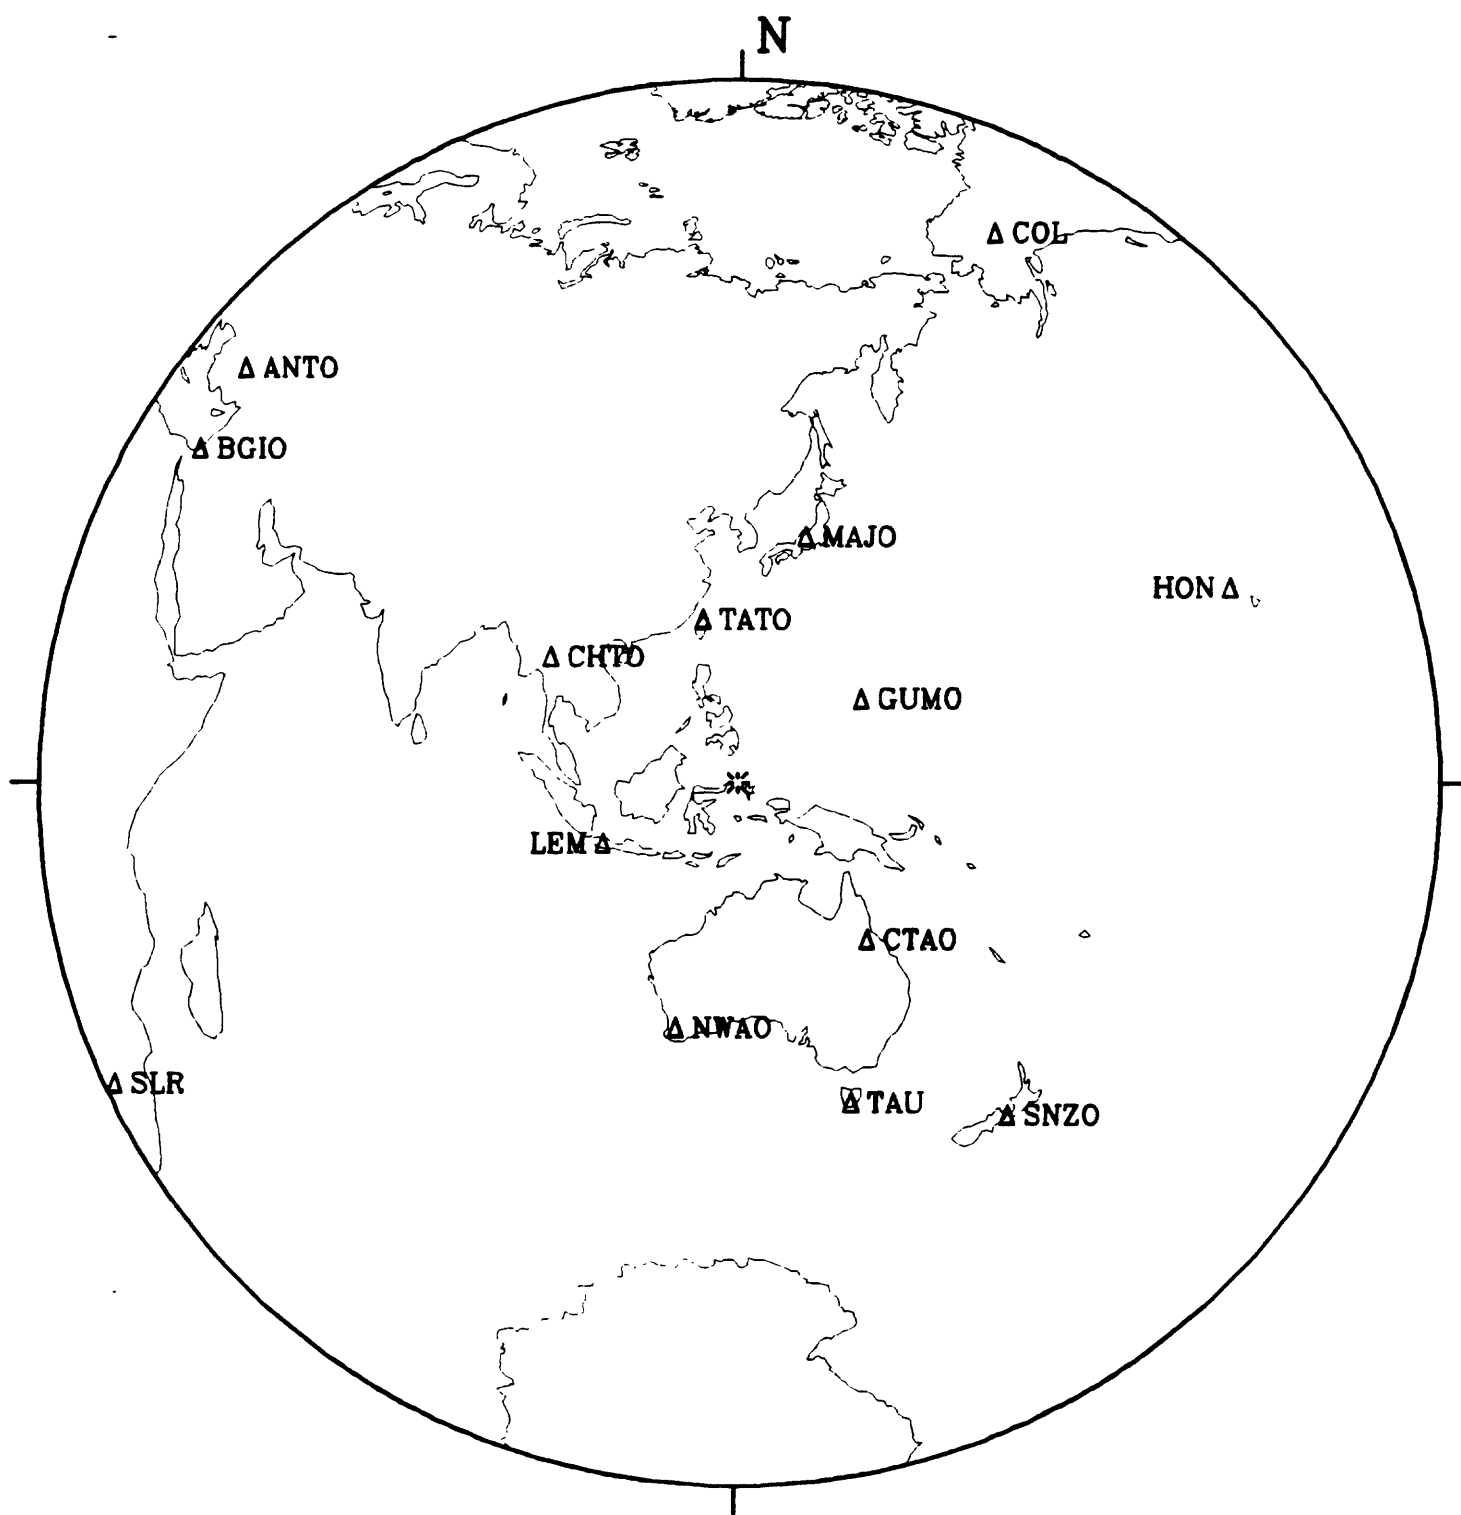 N
COL
ANTO
BGIO
MAJO
HON
TATO
CHTO
GUMO
LEM
CTAO
NWAO
SLR
TAU
SNZO